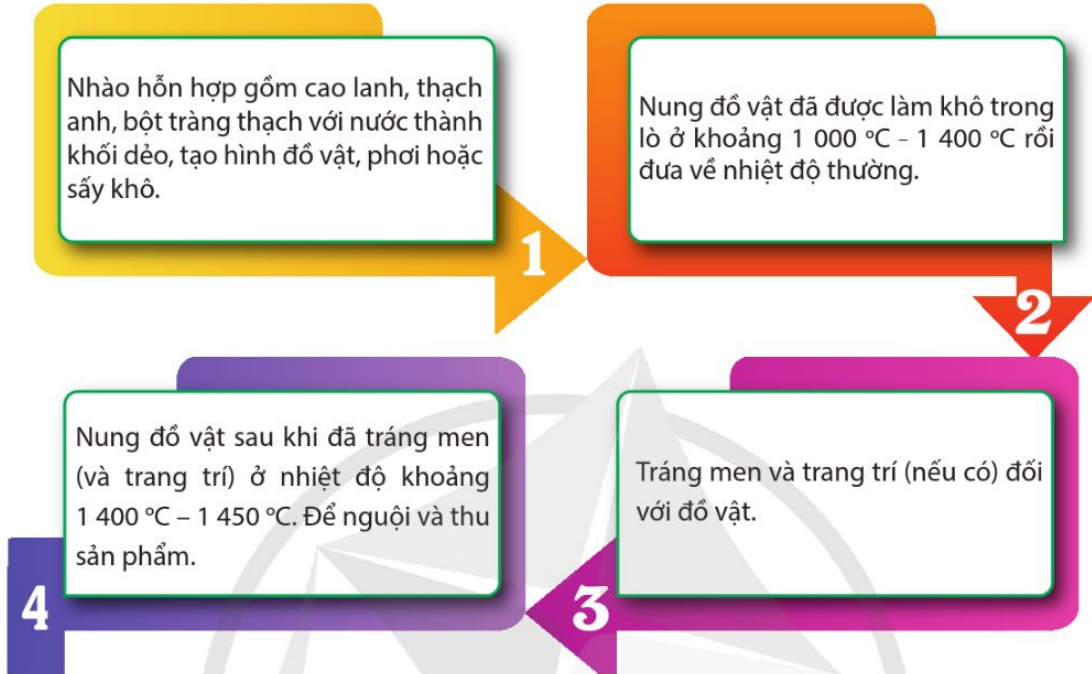 Nhào hỗn hợp gồm cao lanh, thạch
anh, bột tràng thạch với nước thành
khối dẻo, tạo hình đồ vật, phơi hoặc
sấy khô.
1
Nung đồ vật đã được làm khô trong
lò ở khoảng 1 000 °C - 1 400 °C rồi
đưa về nhiệt độ thường.
2
Tráng men và trang trí (nếu có) đối
với đồ vật.
3
Nung đồ vật sau khi đã tráng men
(và trang trí) ở nhiệt độ khoảng
1 400 °C – 1 450 °C. Để nguội và thu
sản phẩm.
4